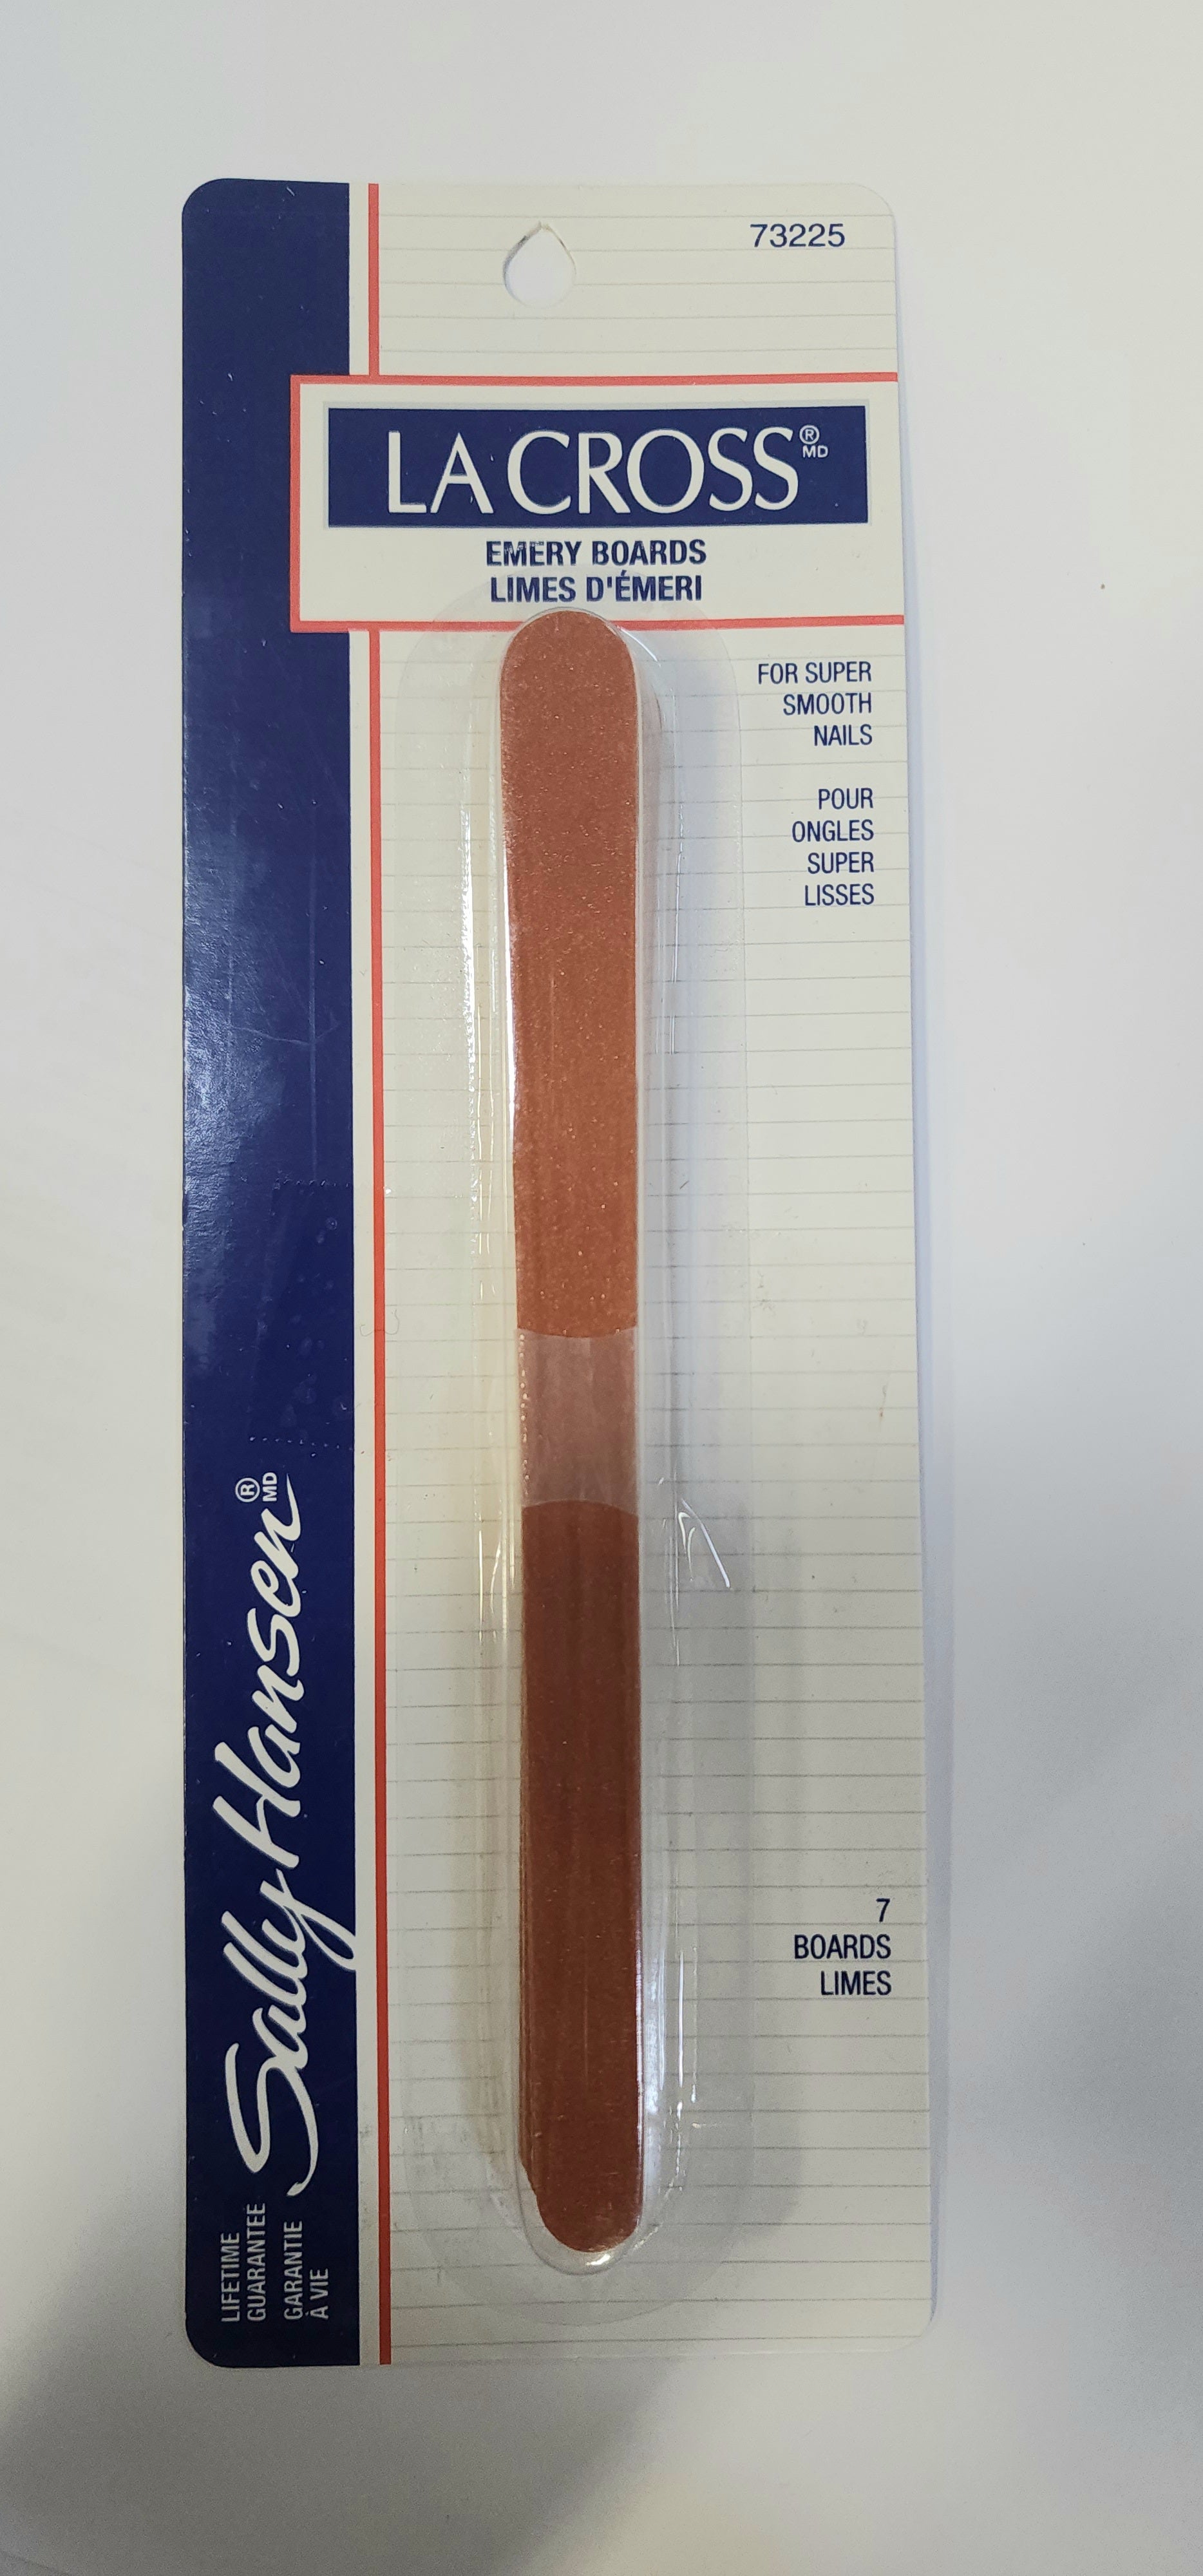 73225
LA CROSS® MD
EMERY BOARDS
LIMES D'ÉMERI
FOR SUPER
SMOOTH
NAILS
POUR
ONGLES
SUPER
LISSES
7
BOARDS
LIMES
Sally Hansen® MD
LIFETIME
GUARANTEE
GARANTIE
À VIE